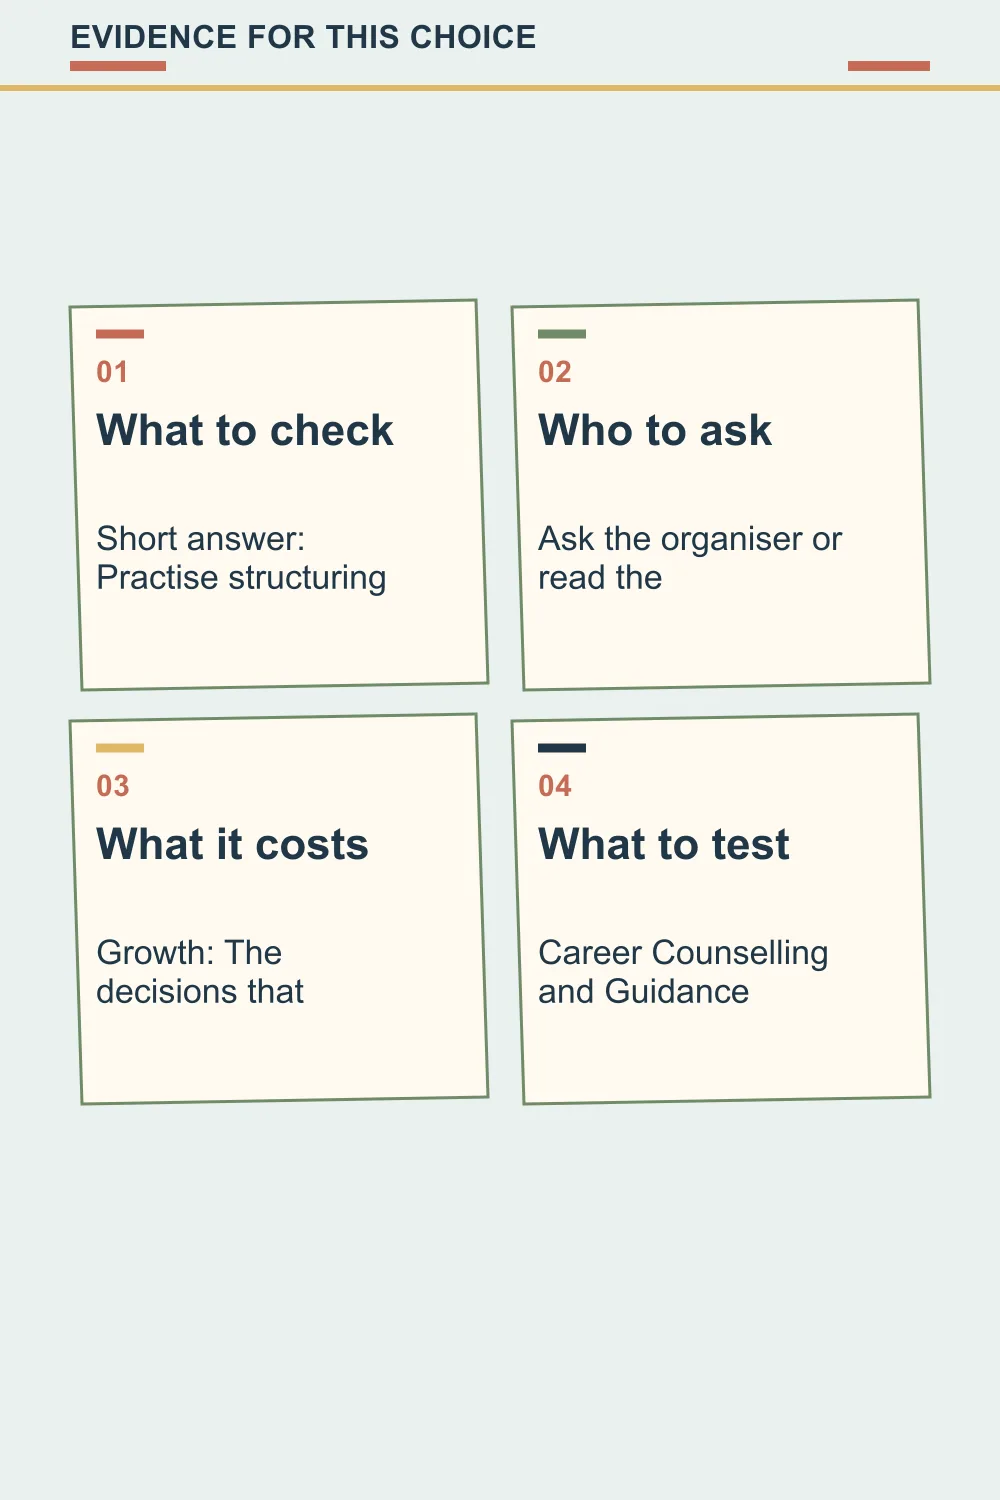 EVIDENCE FOR THIS CHOICE
01
What to check
Short answer:
Practise structuring
02
Who to ask
Ask the organiser or
read the
03
What it costs
Growth: The
decisions that
04
What to test
Career Counselling
and Guidance